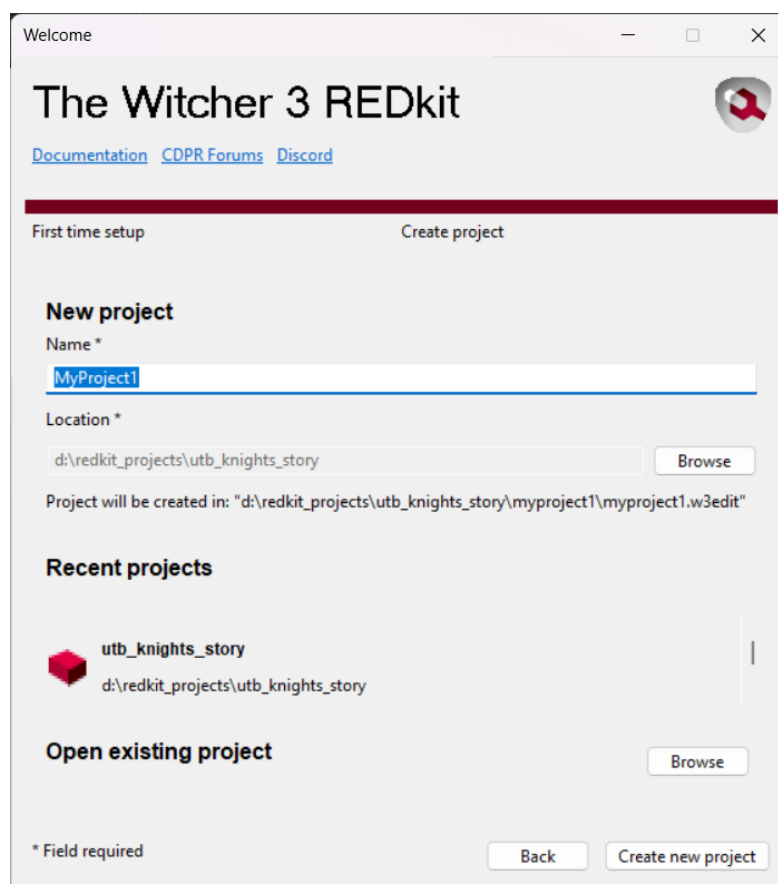 Welcome
The Witcher 3 REDkit
Documentation CDPR Forums Discord
First time setup Create project
New project
Name *
MyProject1
Location *
d:\redkit_projects\utb_knights_story Browse
Project will be created in: "d:\redkit_projects\utb_knights_story\myproject1\myproject1.w3edit"
Recent projects
utb_knights_story
d:\redkit_projects\utb_knights_story
Open existing project Browse
* Field required Back Create new project